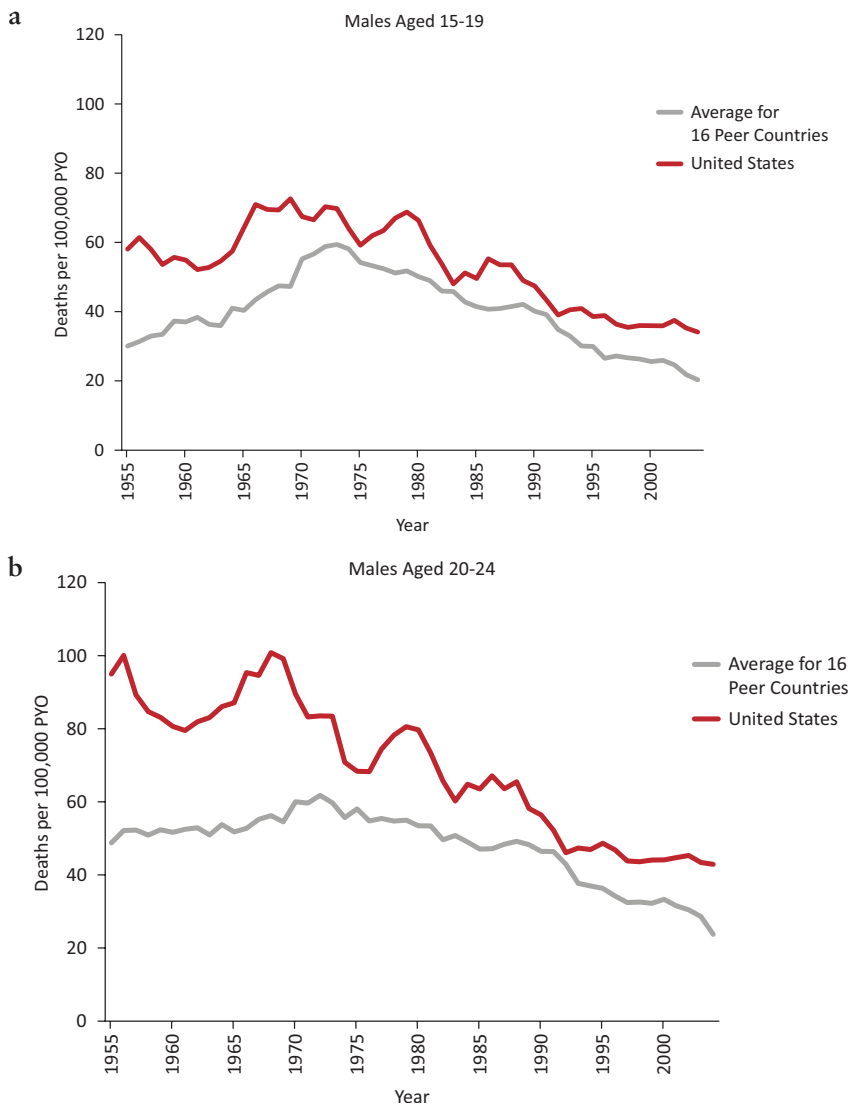 a
Males Aged 15-19
120
100
80
60
40
20
0
Deaths per 100,000 PYO
1955
1960
1965
1970
1975
1980
1985
1990
1995
2000
Year
Average for
16 Peer Countries
United States
b
Males Aged 20-24
120
100
80
60
40
20
0
Deaths per 100,000 PYO
1955
1960
1965
1970
1975
1980
1985
1990
1995
2000
Year
Average for 16
Peer Countries
United States